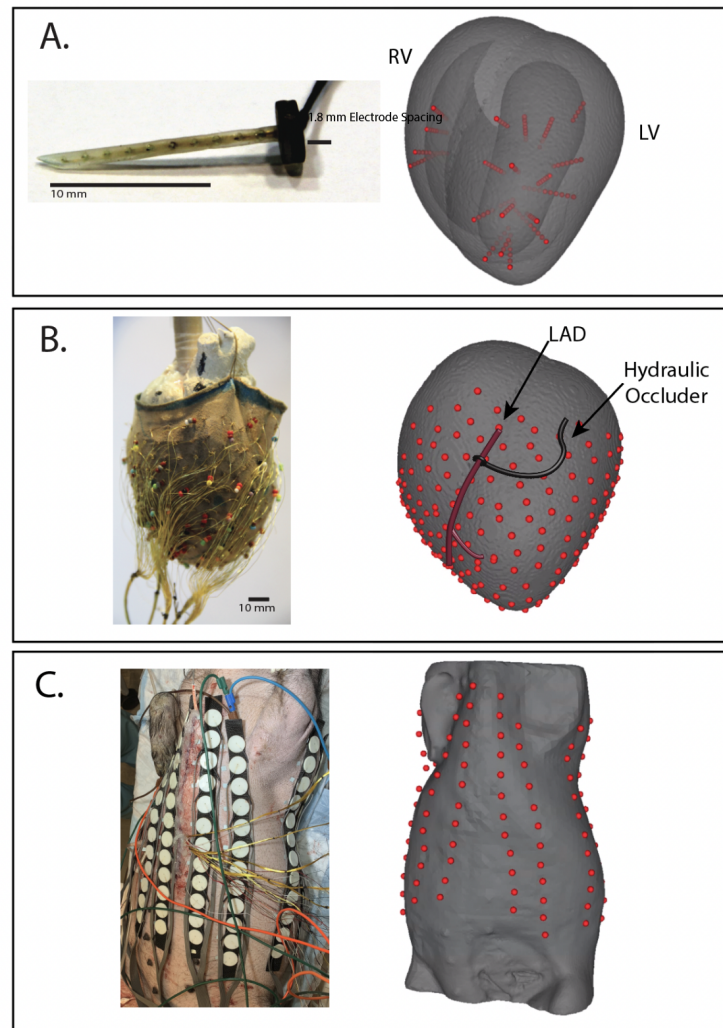 A.
RV
1.8 mm Electrode Spacing
LV
10 mm
B.
LAD
Hydraulic
Occluder
10 mm
C.